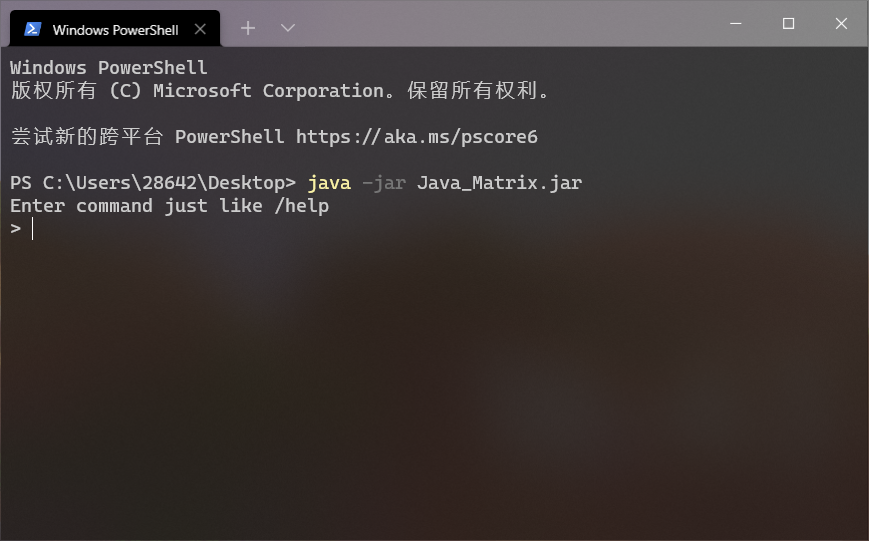 Windows PowerShell
Windows PowerShell
版权所有 (C) Microsoft Corporation。保留所有权利。
尝试新的跨平台 PowerShell https://aka.ms/pscore6
PS C:\Users\28642\Desktop> java -jar Java_Matrix.jar
Enter command just like /help
>